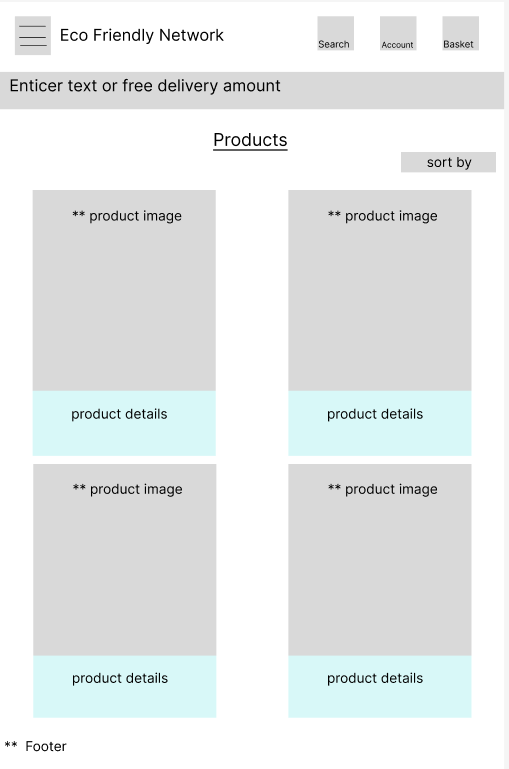 Eco Friendly Network
Search
Account
Basket
Enticer text or free delivery amount
Products
sort by
** product image
** product image
product details
product details
** product image
** product image
product details
product details
** Footer